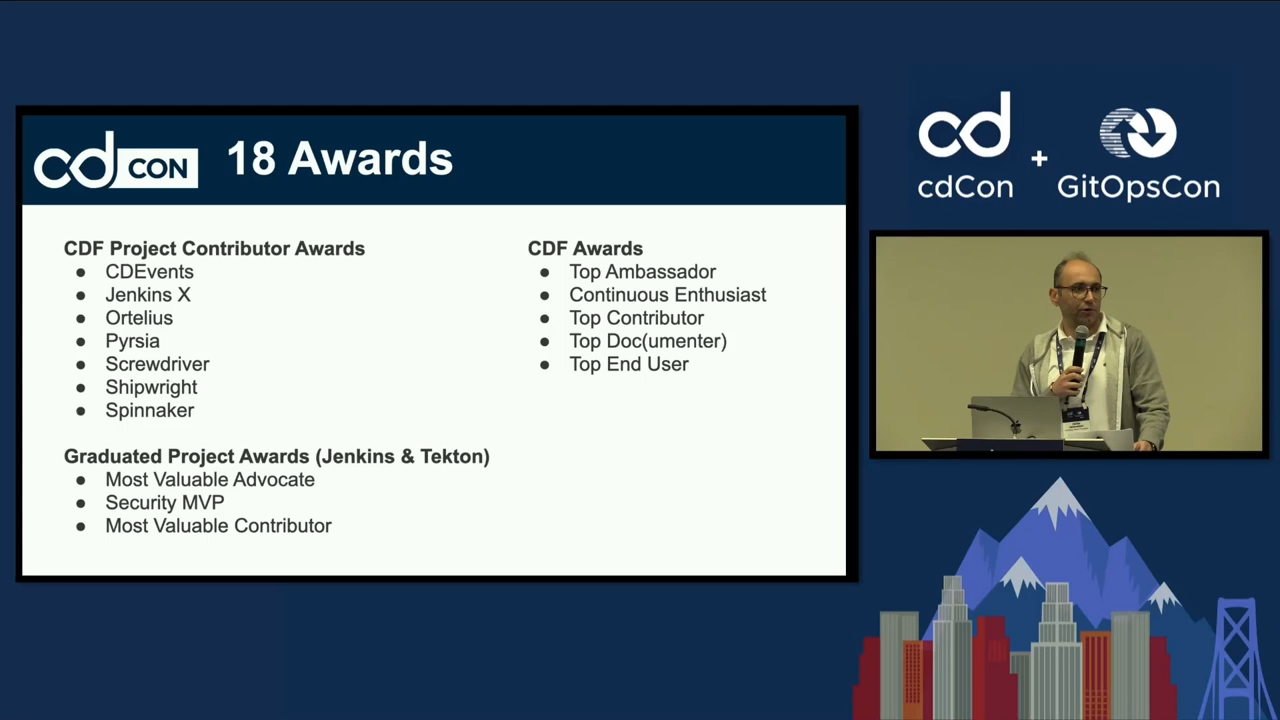 cd CON 18 Awards
CDF Project Contributor Awards
● CDEvents
● Jenkins X
● Ortelius
● Pyrsia
● Screwdriver
● Shipwright
● Spinnaker
Graduated Project Awards (Jenkins & Tekton)
● Most Valuable Advocate
● Security MVP
● Most Valuable Contributor
CDF Awards
● Top Ambassador
● Continuous Enthusiast
● Top Contributor
● Top Doc(umenter)
● Top End User
cd
+
cdCon
GitOpsCon